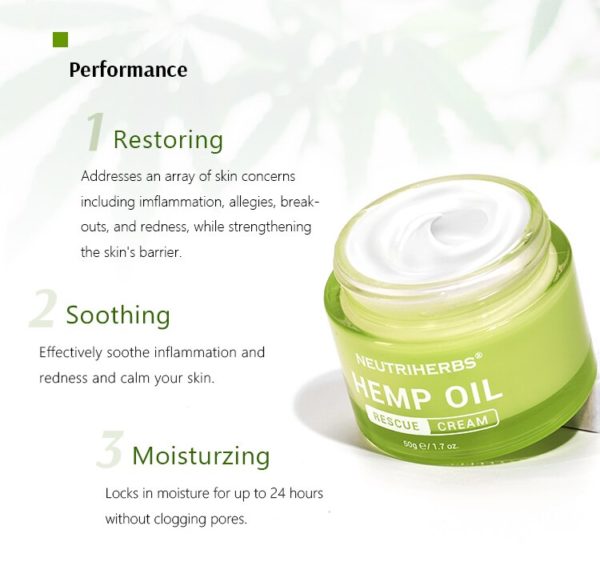 Performance
1 Restoring
Addresses an array of skin concerns
including imflammation, allegies, break-
outs, and redness, while strengthening
the skin's barrier.
2 Soothing
Effectively soothe inflammation and
redness and calm your skin.
3 Moisturzing
Locks in moisture for up to 24 hours
without clogging pores.
NEUTRIHERBS®
HEMP OIL
RESCUE CREAM
50g ℮/1.7 oz.